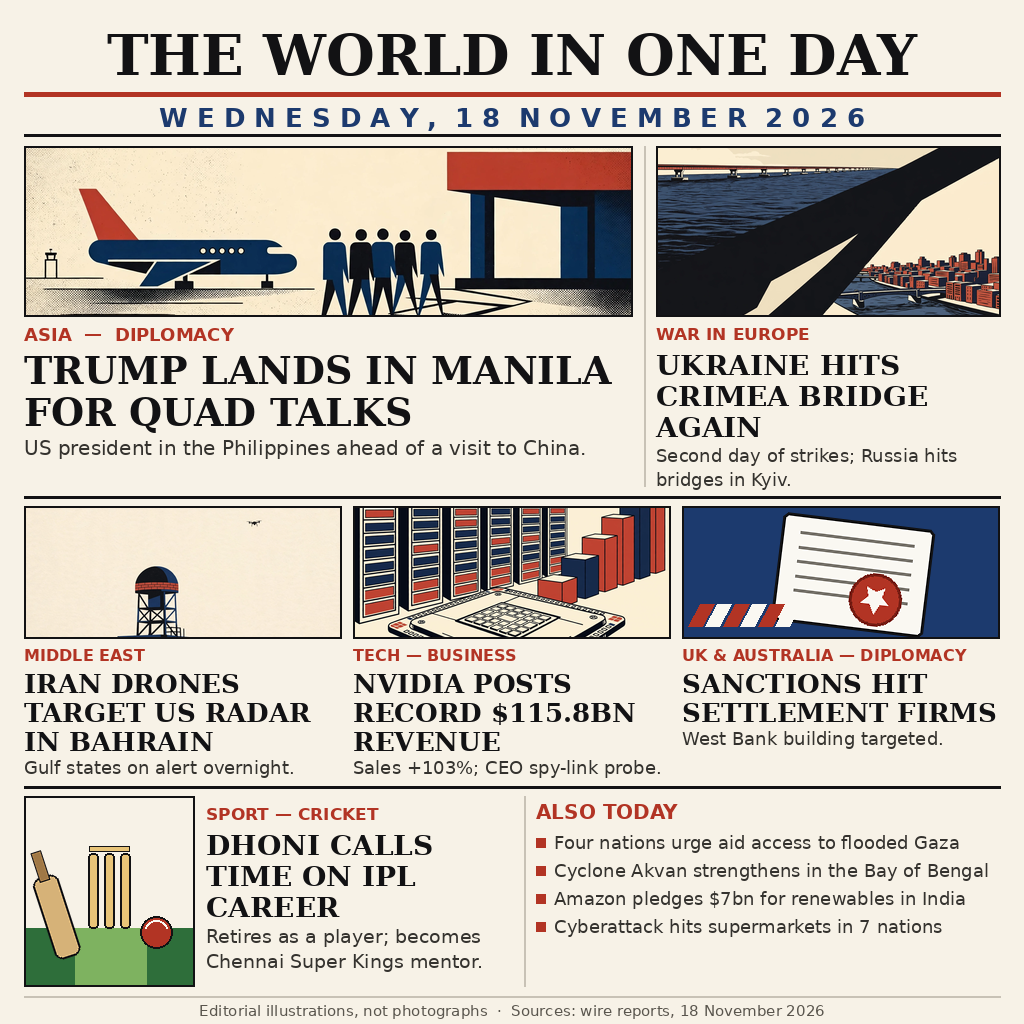 THE WORLD IN ONE DAY
WEDNESDAY, 18 NOVEMBER 2026
ASIA — DIPLOMACY
TRUMP LANDS IN MANILA
FOR QUAD TALKS
US president in the Philippines ahead of a visit to China.
WAR IN EUROPE
UKRAINE HITS
CRIMEA BRIDGE
AGAIN
Second day of strikes; Russia hits
bridges in Kyiv.
MIDDLE EAST
IRAN DRONES
TARGET US RADAR
IN BAHRAIN
Gulf states on alert overnight.
TECH — BUSINESS
NVIDIA POSTS
RECORD $115.8BN
REVENUE
Sales +103%; CEO spy-link probe.
UK & AUSTRALIA — DIPLOMACY
SANCTIONS HIT
SETTLEMENT FIRMS
West Bank building targeted.
SPORT — CRICKET
DHONI CALLS
TIME ON IPL
CAREER
Retires as a player; becomes
Chennai Super Kings mentor.
ALSO TODAY
Four nations urge aid access to flooded Gaza
Cyclone Akvan strengthens in the Bay of Bengal
Amazon pledges $7bn for renewables in India
Cyberattack hits supermarkets in 7 nations
Editorial illustrations, not photographs · Sources: wire reports, 18 November 2026